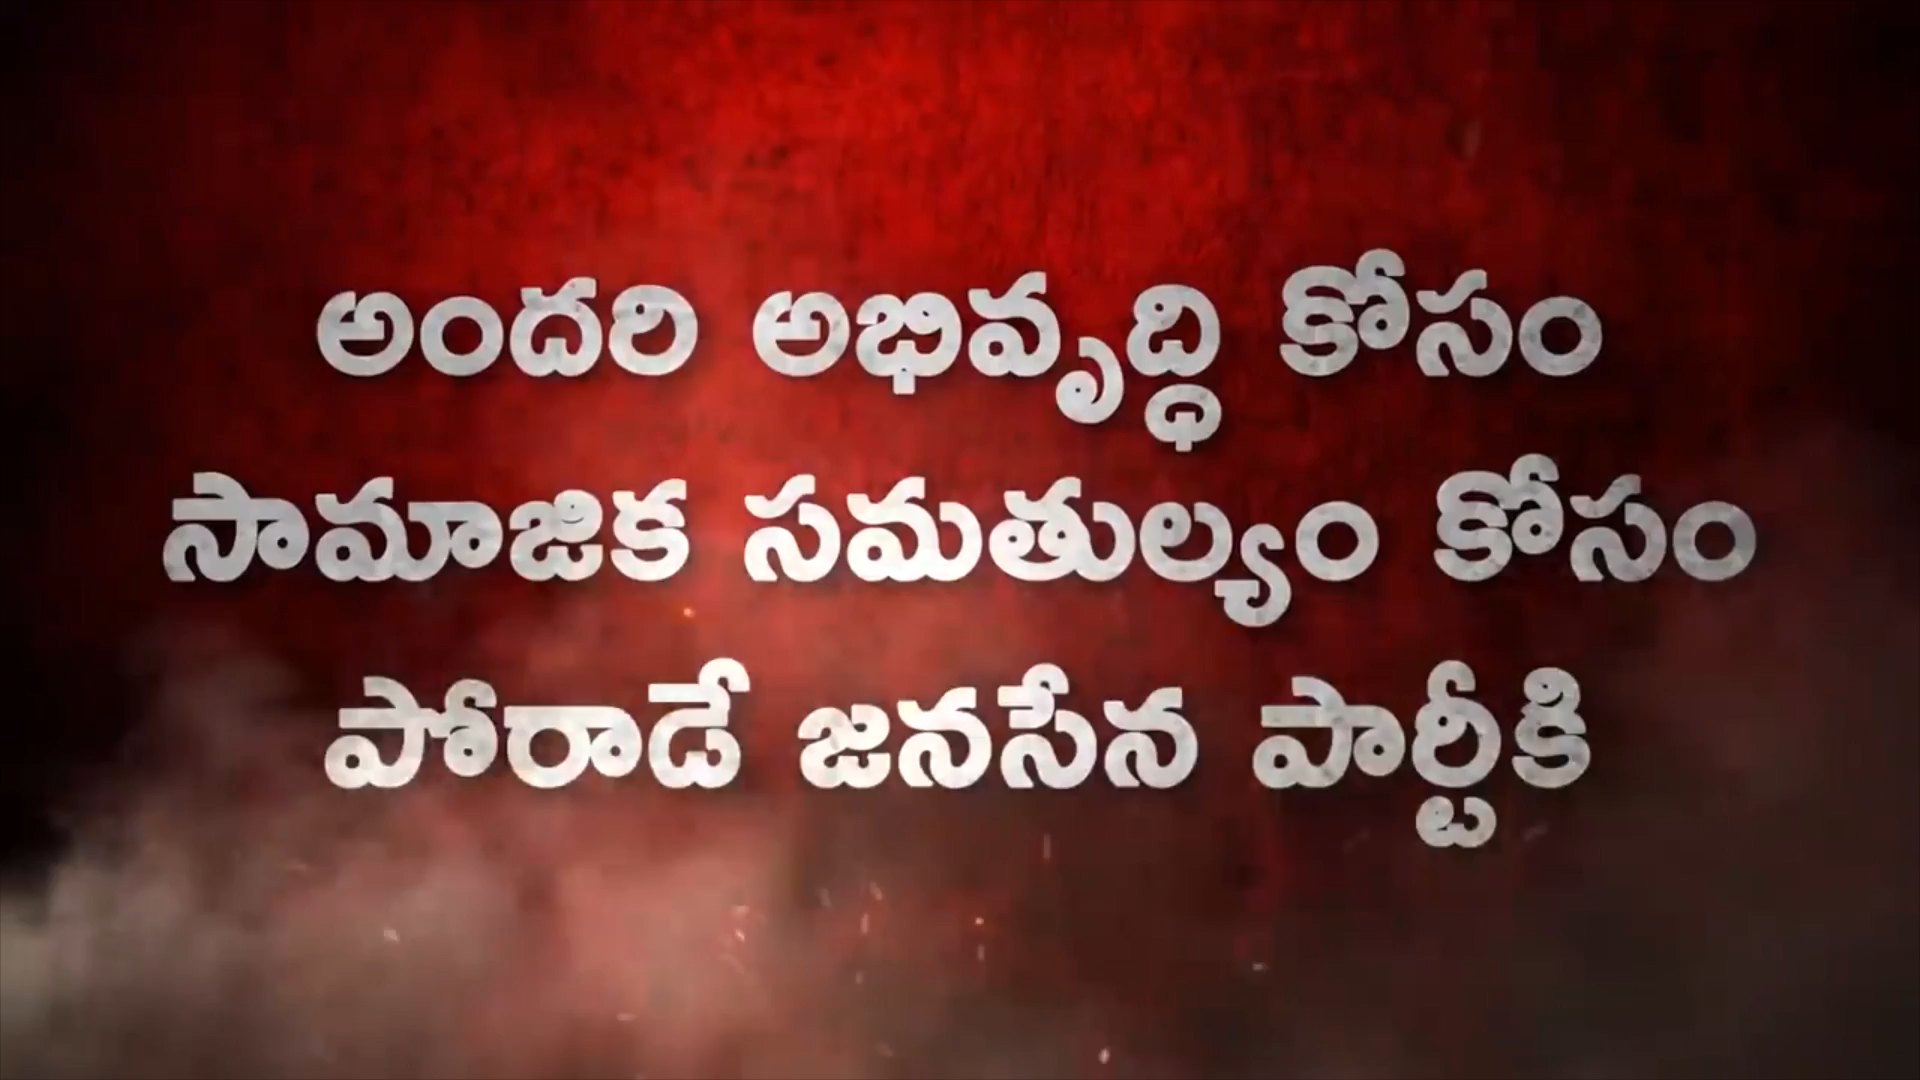 అందరి అభివృద్ధి కోసం
సామాజిక సమతుల్యం కోసం
పోరాడే జనసేన పార్టీకి